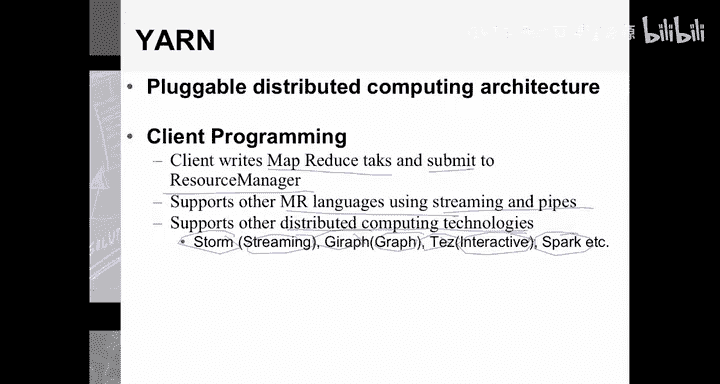 YARN
bilibili
• Pluggable distributed computing architecture
• Client Programming
– Client writes Map Reduce taks and submit to
ResourceManager
– Supports other MR languages using streaming and pipes
– Supports other distributed computing technologies
• Storm (Streaming), Giraph(Graph), Tez(Interactive), Spark etc.